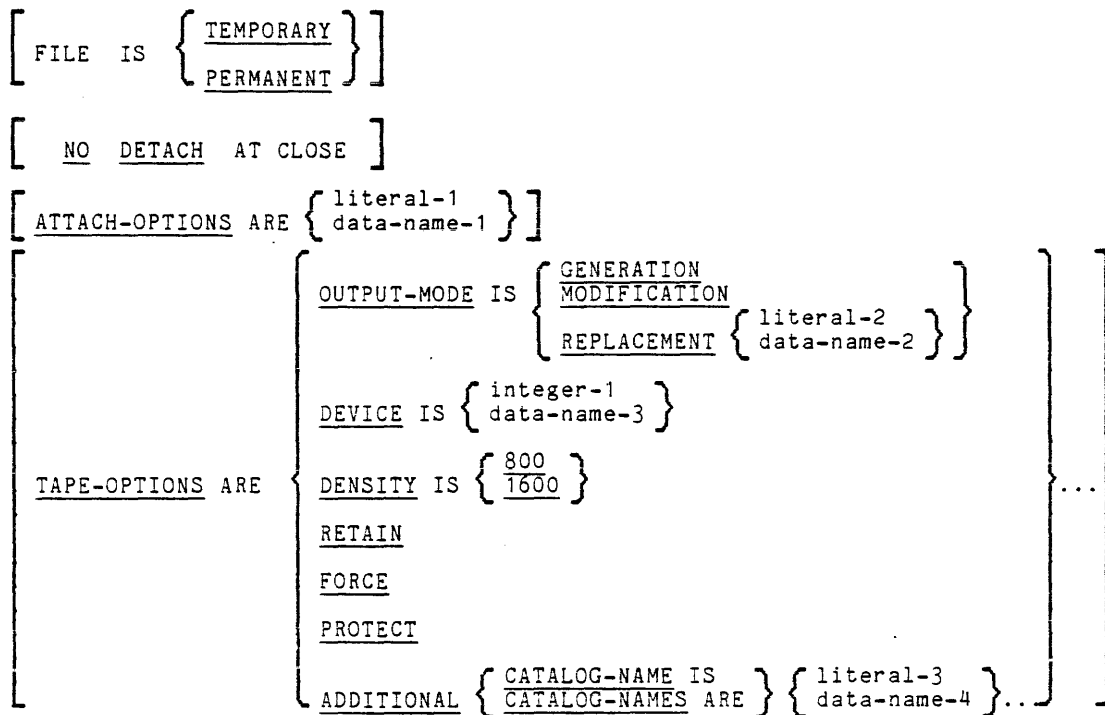 [ FILE IS { TEMPORARY
PERMANENT } ]
[ NO DETACH AT CLOSE ]
[ ATTACH-OPTIONS ARE { literal-1
data-name-1 } ]
OUTPUT-MODE IS { GENERATION
MODIFICATION
REPLACEMENT { literal-2
data-name-2 } }
DEVICE IS { integer-1
data-name-3 }
[ TAPE-OPTIONS ARE { DENSITY IS { 800
1600 } }... ]
RETAIN
FORCE
PROTECT
ADDITIONAL { CATALOG-NAME IS
CATALOG-NAMES ARE } { literal-3
data-name-4 }...